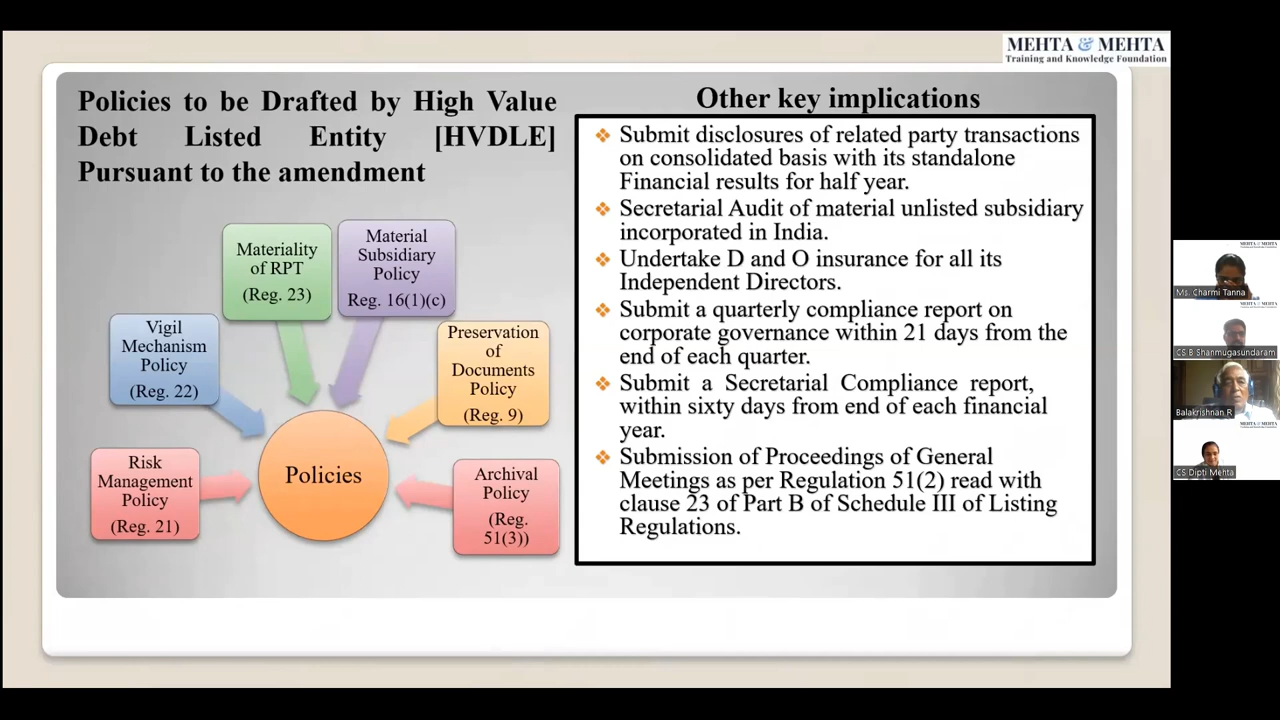 MEHTA & MEHTA
Training and Knowledge Foundation
Policies to be Drafted by High Value
Debt Listed Entity [HVDLE]
Pursuant to the amendment
Materiality
of RPT
(Reg. 23)
Material
Subsidiary
Policy
Reg. 16(1)(c)
Vigil
Mechanism
Policy
(Reg. 22)
Preservation
of
Documents
Policy
(Reg. 9)
Risk
Management
Policy
(Reg. 21)
Policies
Archival
Policy
(Reg.
51(3))
Other key implications
Submit disclosures of related party transactions
on consolidated basis with its standalone
Financial results for half year.
Secretarial Audit of material unlisted subsidiary
incorporated in India.
Undertake D and O insurance for all its
Independent Directors.
Submit a quarterly compliance report on
corporate governance within 21 days from the
end of each quarter.
Submit a Secretarial Compliance report,
within sixty days from end of each financial
year.
Submission of Proceedings of General
Meetings as per Regulation 51(2) read with
clause 23 of Part B of Schedule III of Listing
Regulations.
Ms. Charmi Tanna
CS B Shanmugasundaram
Balakrishnan R
CS Dipti Mehta